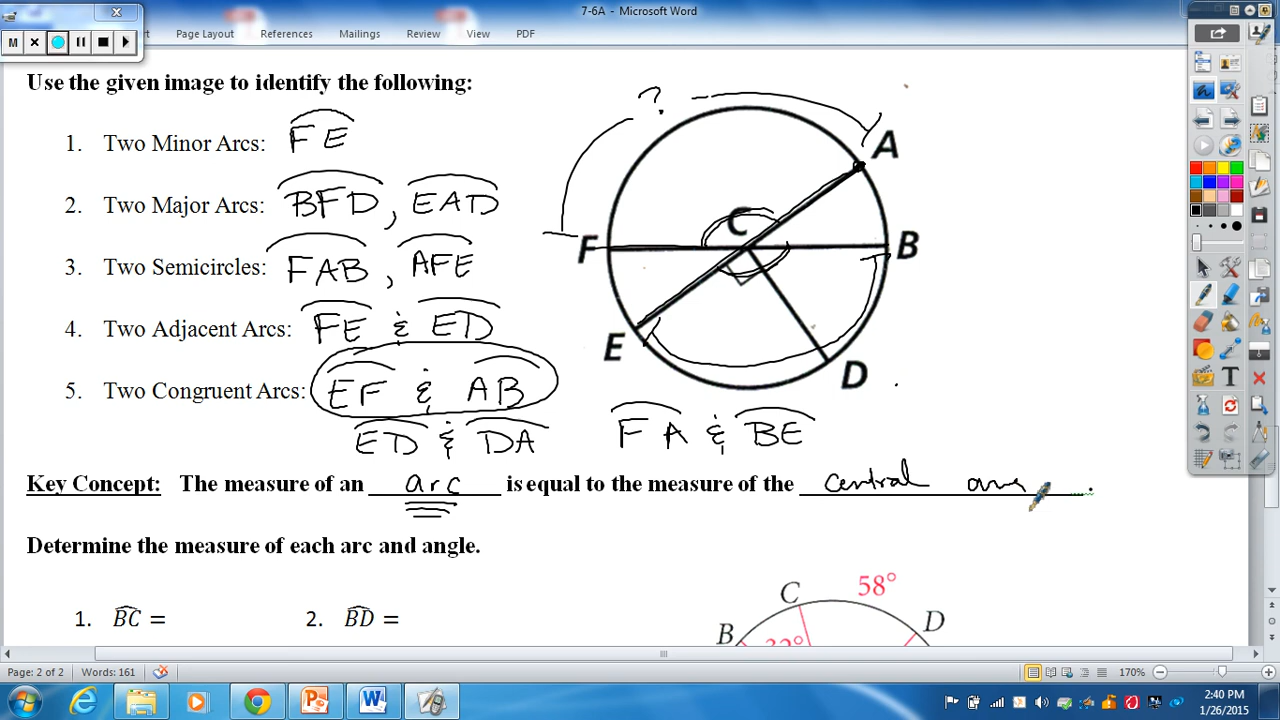 7-6A - Microsoft Word
Page Layout References Mailings Review View PDF
M
Use the given image to identify the following:
1. Two Minor Arcs: FE
2. Two Major Arcs: BFD, EAD
3. Two Semicircles: FAB, AFE
4. Two Adjacent Arcs: FE & ED
5. Two Congruent Arcs: EF & AB
ED & DA FA & BE
?
A
C
F B
E
D
Key Concept: The measure of an arc is equal to the measure of the central .
Determine the measure of each arc and angle.
1. BC = 2. BD =
C 58°
B D
32°
Page: 2 of 2 Words: 161 170%
2:40 PM
1/26/2015